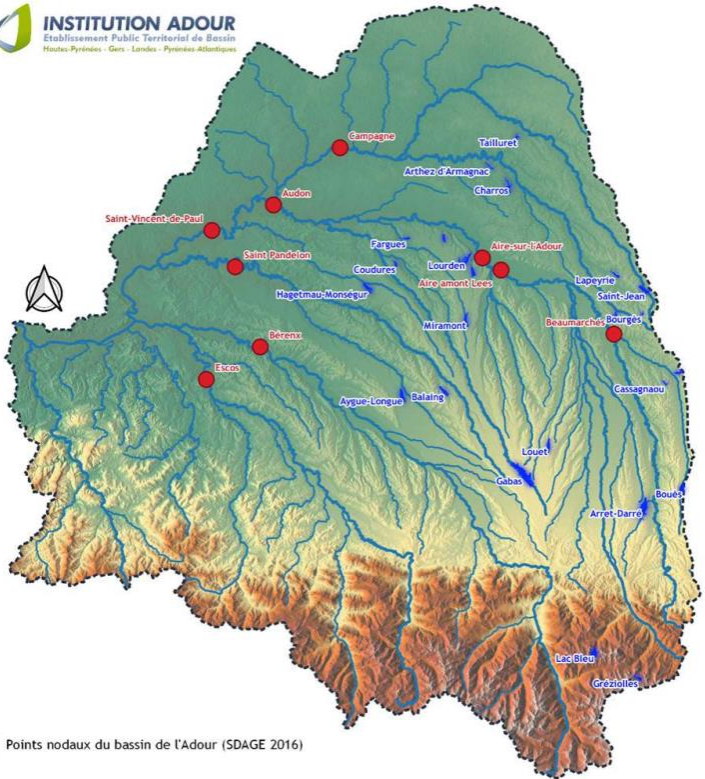 INSTITUTION ADOUR
Etablissement Public Territorial de Bassin
Hautes-Pyrénées - Gers - Landes - Pyrénées-Atlantiques
Campagne
Tailluret
Arthez d'Armagnac
Charros
Audon
Saint-Vincent-de-Paul
Fargues
Aire-sur-l'Adour
Saint Pandelon
Lourden
Coudures
Aire amont Lees
Lapeyrie
Hagetmau-Monségur
Saint-Jean
Miramont
Beaumarchés
Bourgès
Bérenx
Escos
Cassagnaou
Aygue-Longue
Balaing
Louet
Gabas
Boués
Arret-Darré
Lac Bleu
Gréziolles
Points nodaux du bassin de l'Adour (SDAGE 2016)